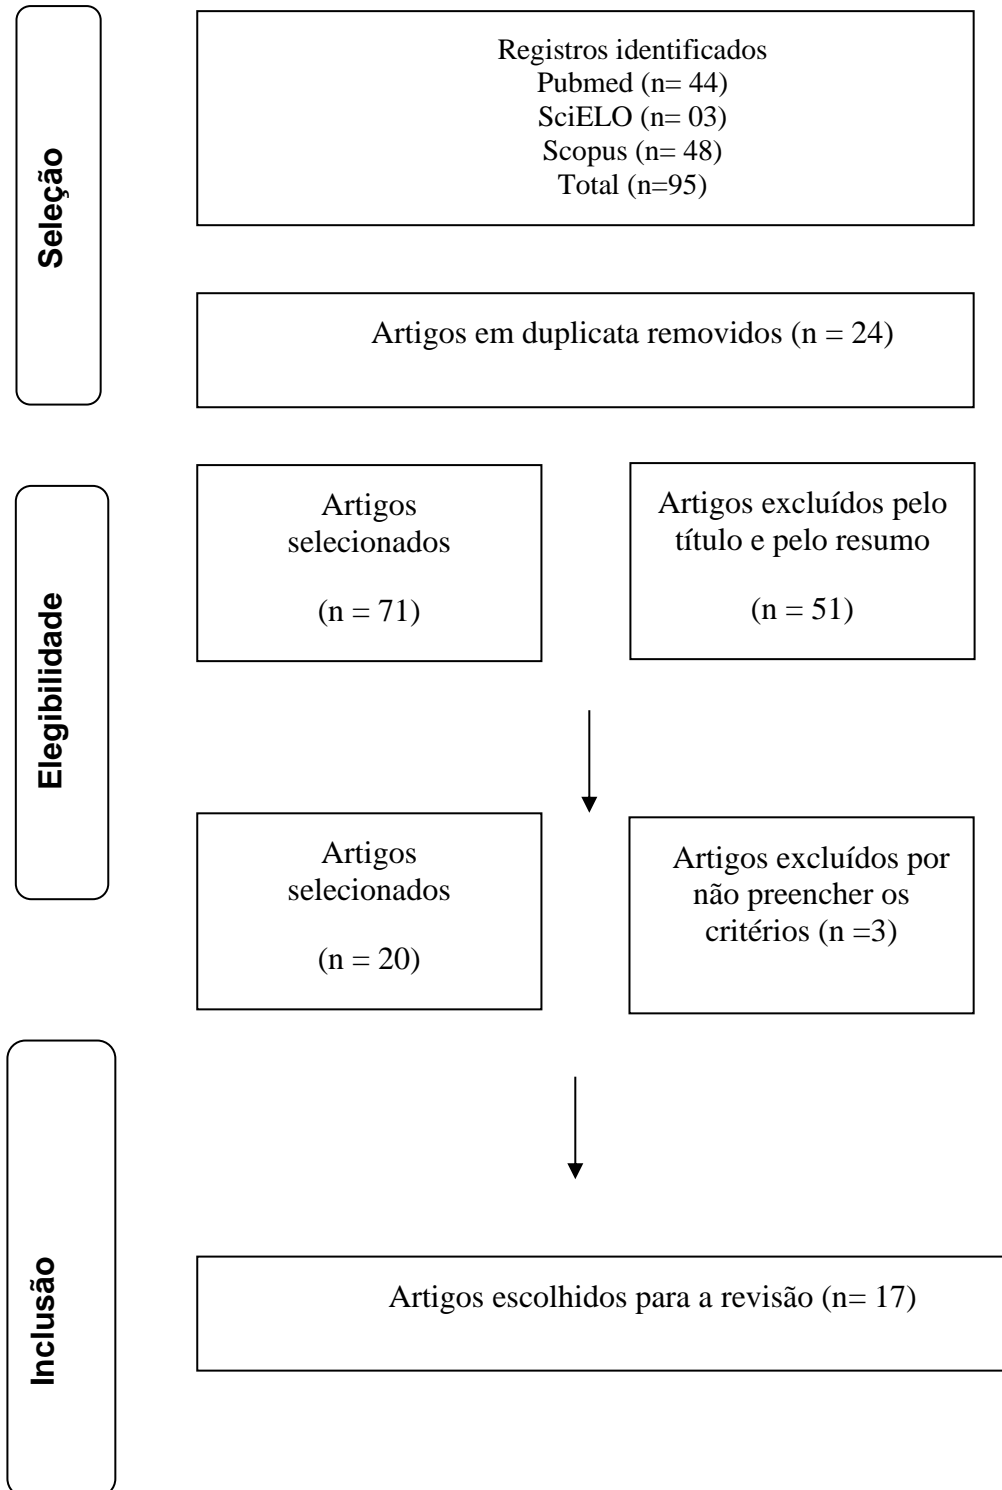 Seleção
Registros identificados
Pubmed (n= 44)
SciELO (n= 03)
Scopus (n= 48)
Total (n=95)
Artigos em duplicata removidos (n = 24)
Elegibilidade
Artigos
selecionados
(n = 71)
Artigos excluídos pelo
título e pelo resumo
(n = 51)
Artigos
selecionados
(n = 20)
Artigos excluídos por
não preencher os
critérios (n =3)
Inclusão
Artigos escolhidos para a revisão (n= 17)